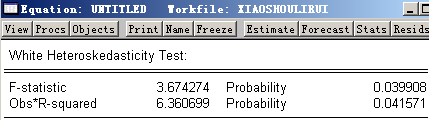 Equation: UNTITLED Workfile: XIAOSHOULIRUI
View Procs Objects Print Name Freeze Estimate Forecast Stats Resids
White Heteroskedasticity Test:
F-statistic 3.674274 Probability 0.039908
Obs*R-squared 6.360699 Probability 0.041571